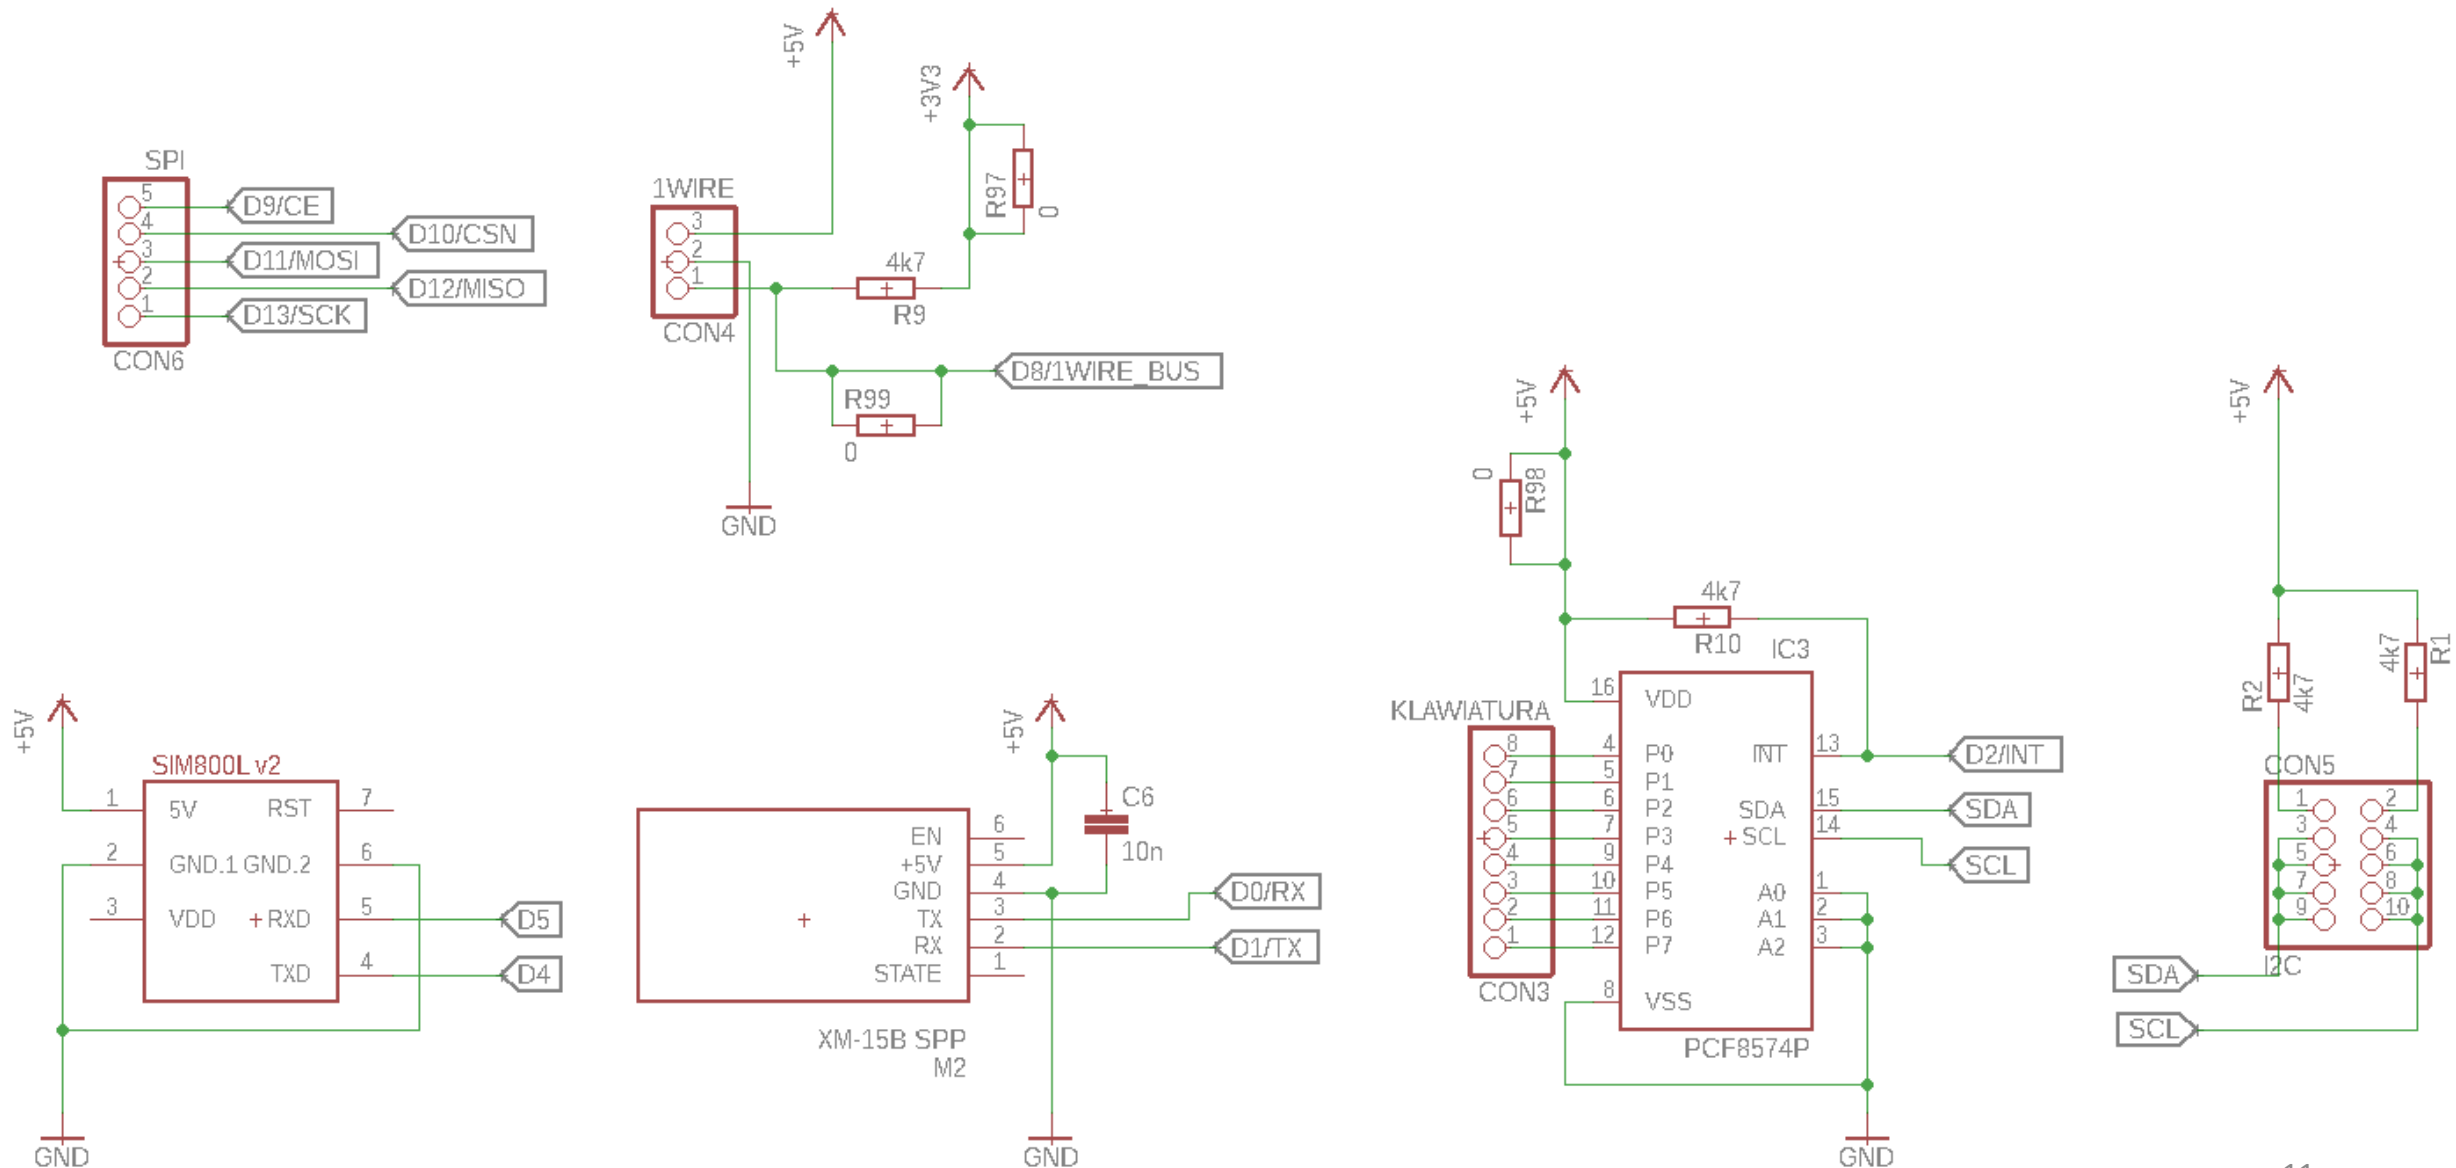 +5V
+3V3
R97
0
SPI
5
4
3
2
1
D9/CE
D10/CSN
D11/MOSI
D12/MISO
D13/SCK
CON6
1WIRE
3
2
1
CON4
4k7
R9
D8/1WIRE_BUS
R99
0
GND
+5V
SIM800L v2
1
2
3
5V
GND.1
VDD
RST
GND.2
RXD
TXD
7
6
5
4
D5
D4
GND
+5V
C6
10n
EN
+5V
GND
TX
RX
STATE
6
5
4
3
2
1
D0/RX
D1/TX
XM-15B SPP
M2
GND
+5V
0
R98
4k7
R10
IC3
KLAWIATURA
8
7
6
5
4
3
2
1
CON3
16
4
5
6
7
9
10
11
12
8
VDD
P0
P1
P2
P3
P4
P5
P6
P7
VSS
INT
SDA
SCL
A0
A1
A2
13
15
14
1
2
3
D2/INT
SDA
SCL
PCF8574P
GND
+5V
R2
4k7
4k7
R1
CON5
1
2
3
4
5
6
7
8
9
10
I2C
SDA
SCL